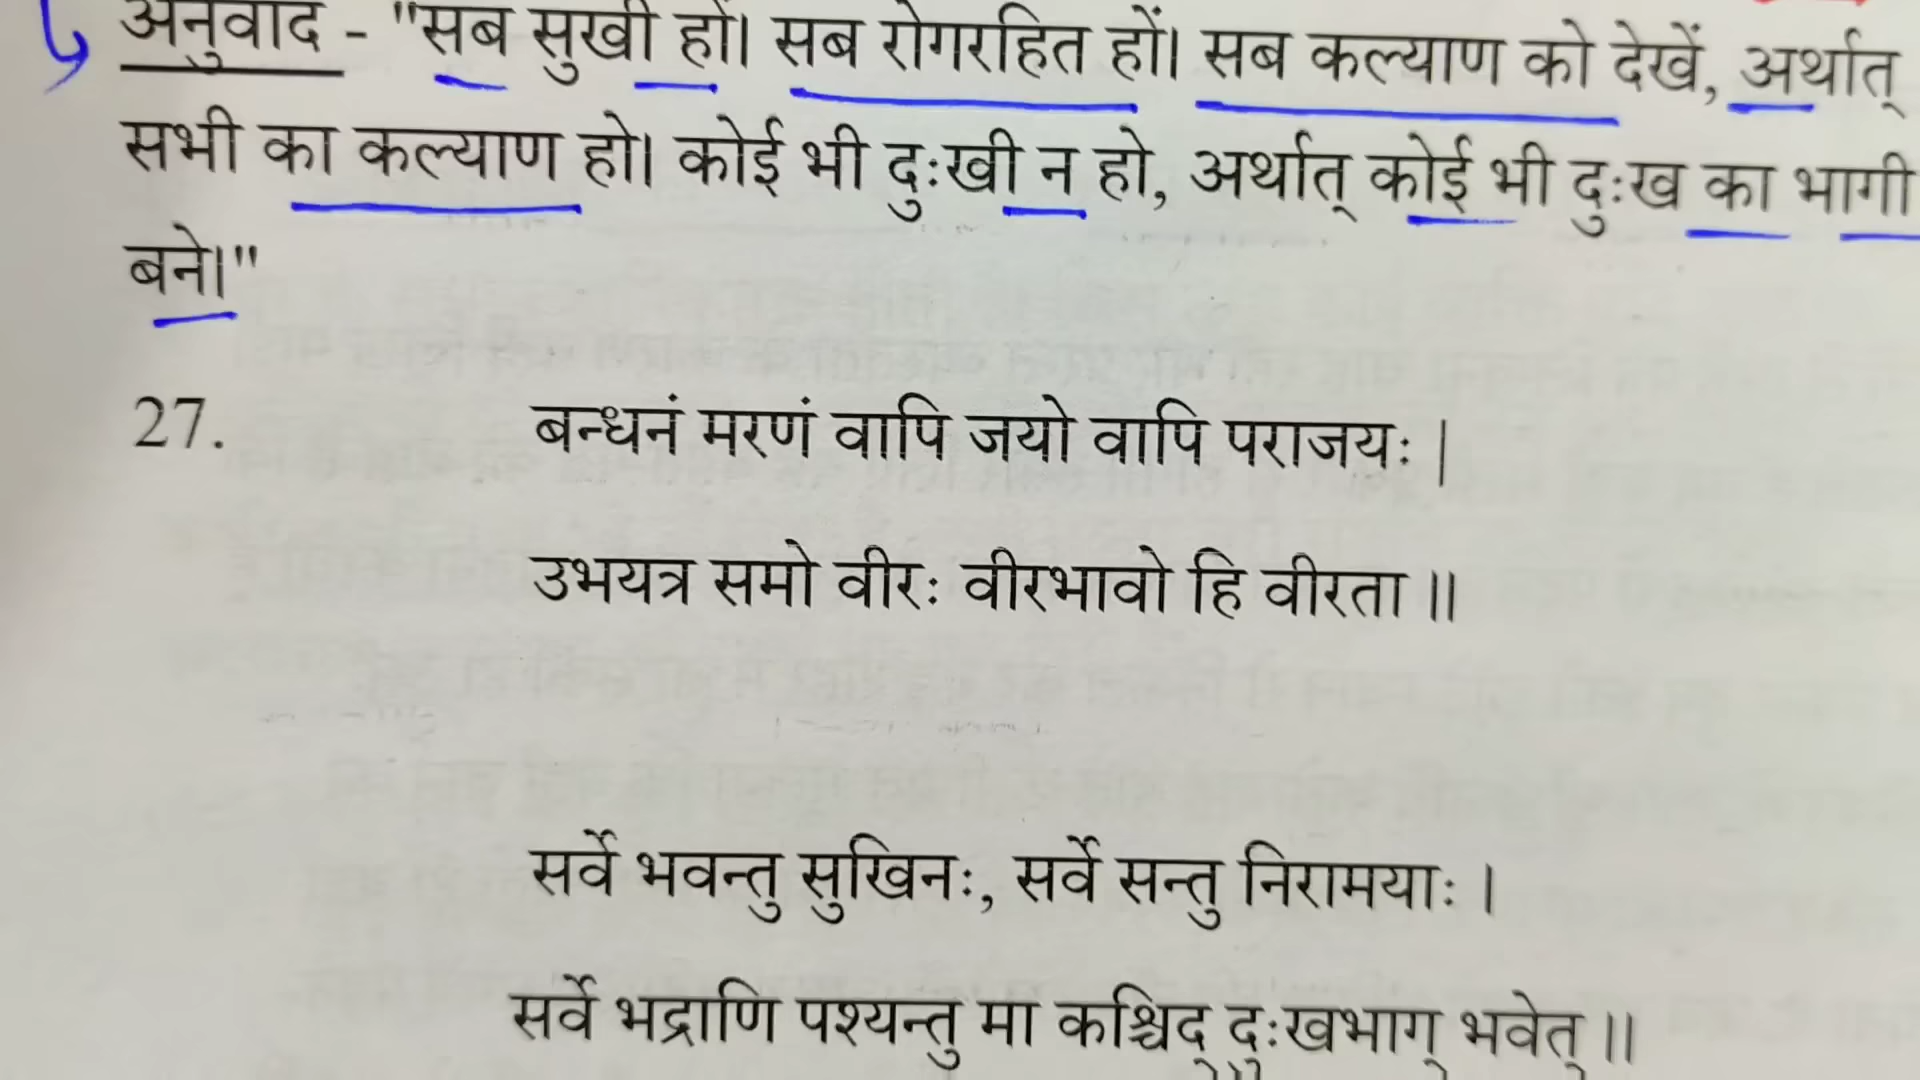 अनुवाद - "सब सुखी हों। सब रोगरहित हों। सब कल्याण को देखें, अर्थात्
सभी का कल्याण हो। कोई भी दुःखी न हो, अर्थात् कोई भी दुःख का भागी
बने।"
27. बन्धनं मरणं वापि जयो वापि पराजयः |
उभयत्र समो वीरः वीरभावो हि वीरता ॥
सर्वे भवन्तु सुखिनः, सर्वे सन्तु निरामयाः ।
सर्वे भद्राणि पश्यन्तु मा कश्चिद् दुःखभाग् भवेत् ॥